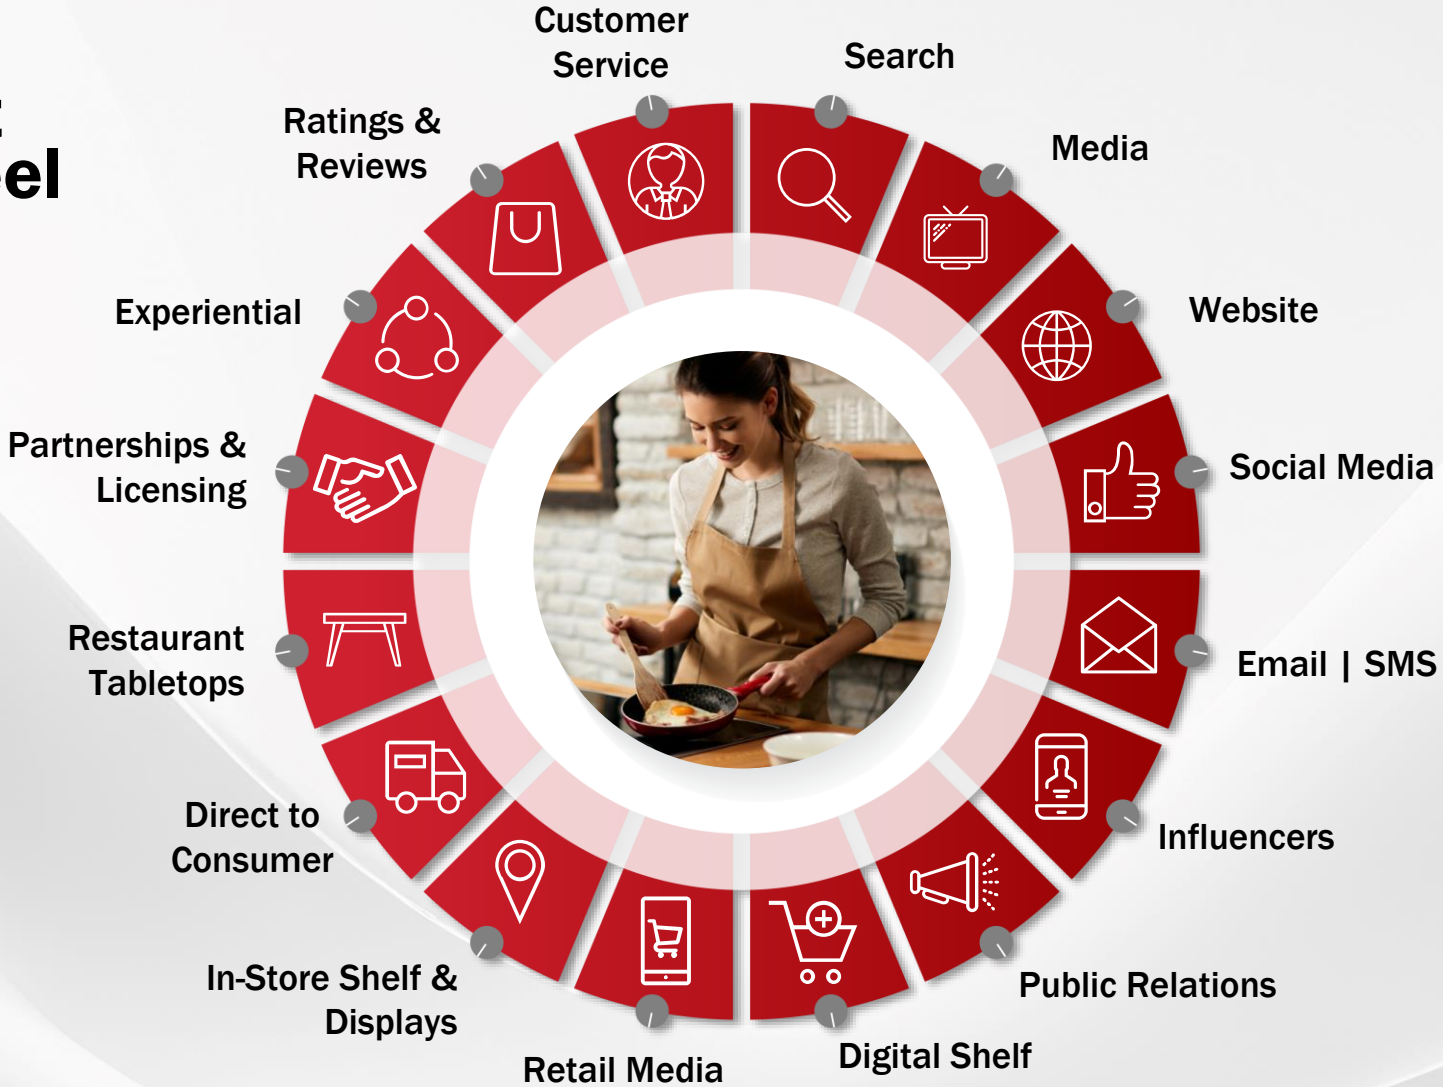 Customer
Service
Search
Media
Website
Social Media
Email | SMS
Influencers
Public Relations
Digital Shelf
Retail Media
In-Store Shelf &
Displays
Direct to
Consumer
Restaurant
Tabletops
Partnerships &
Licensing
Experiential
Ratings &
Reviews